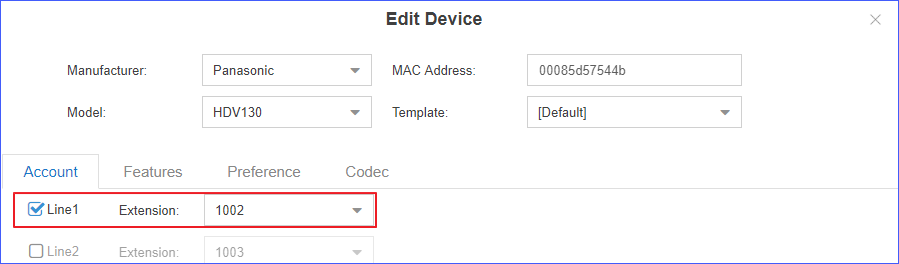 Edit Device
Manufacturer: Panasonic MAC Address: 00085d57544b
Model: HDV130 Template: [Default]
Account Features Preference Codec
Line1 Extension: 1002
Line2 Extension: 1003